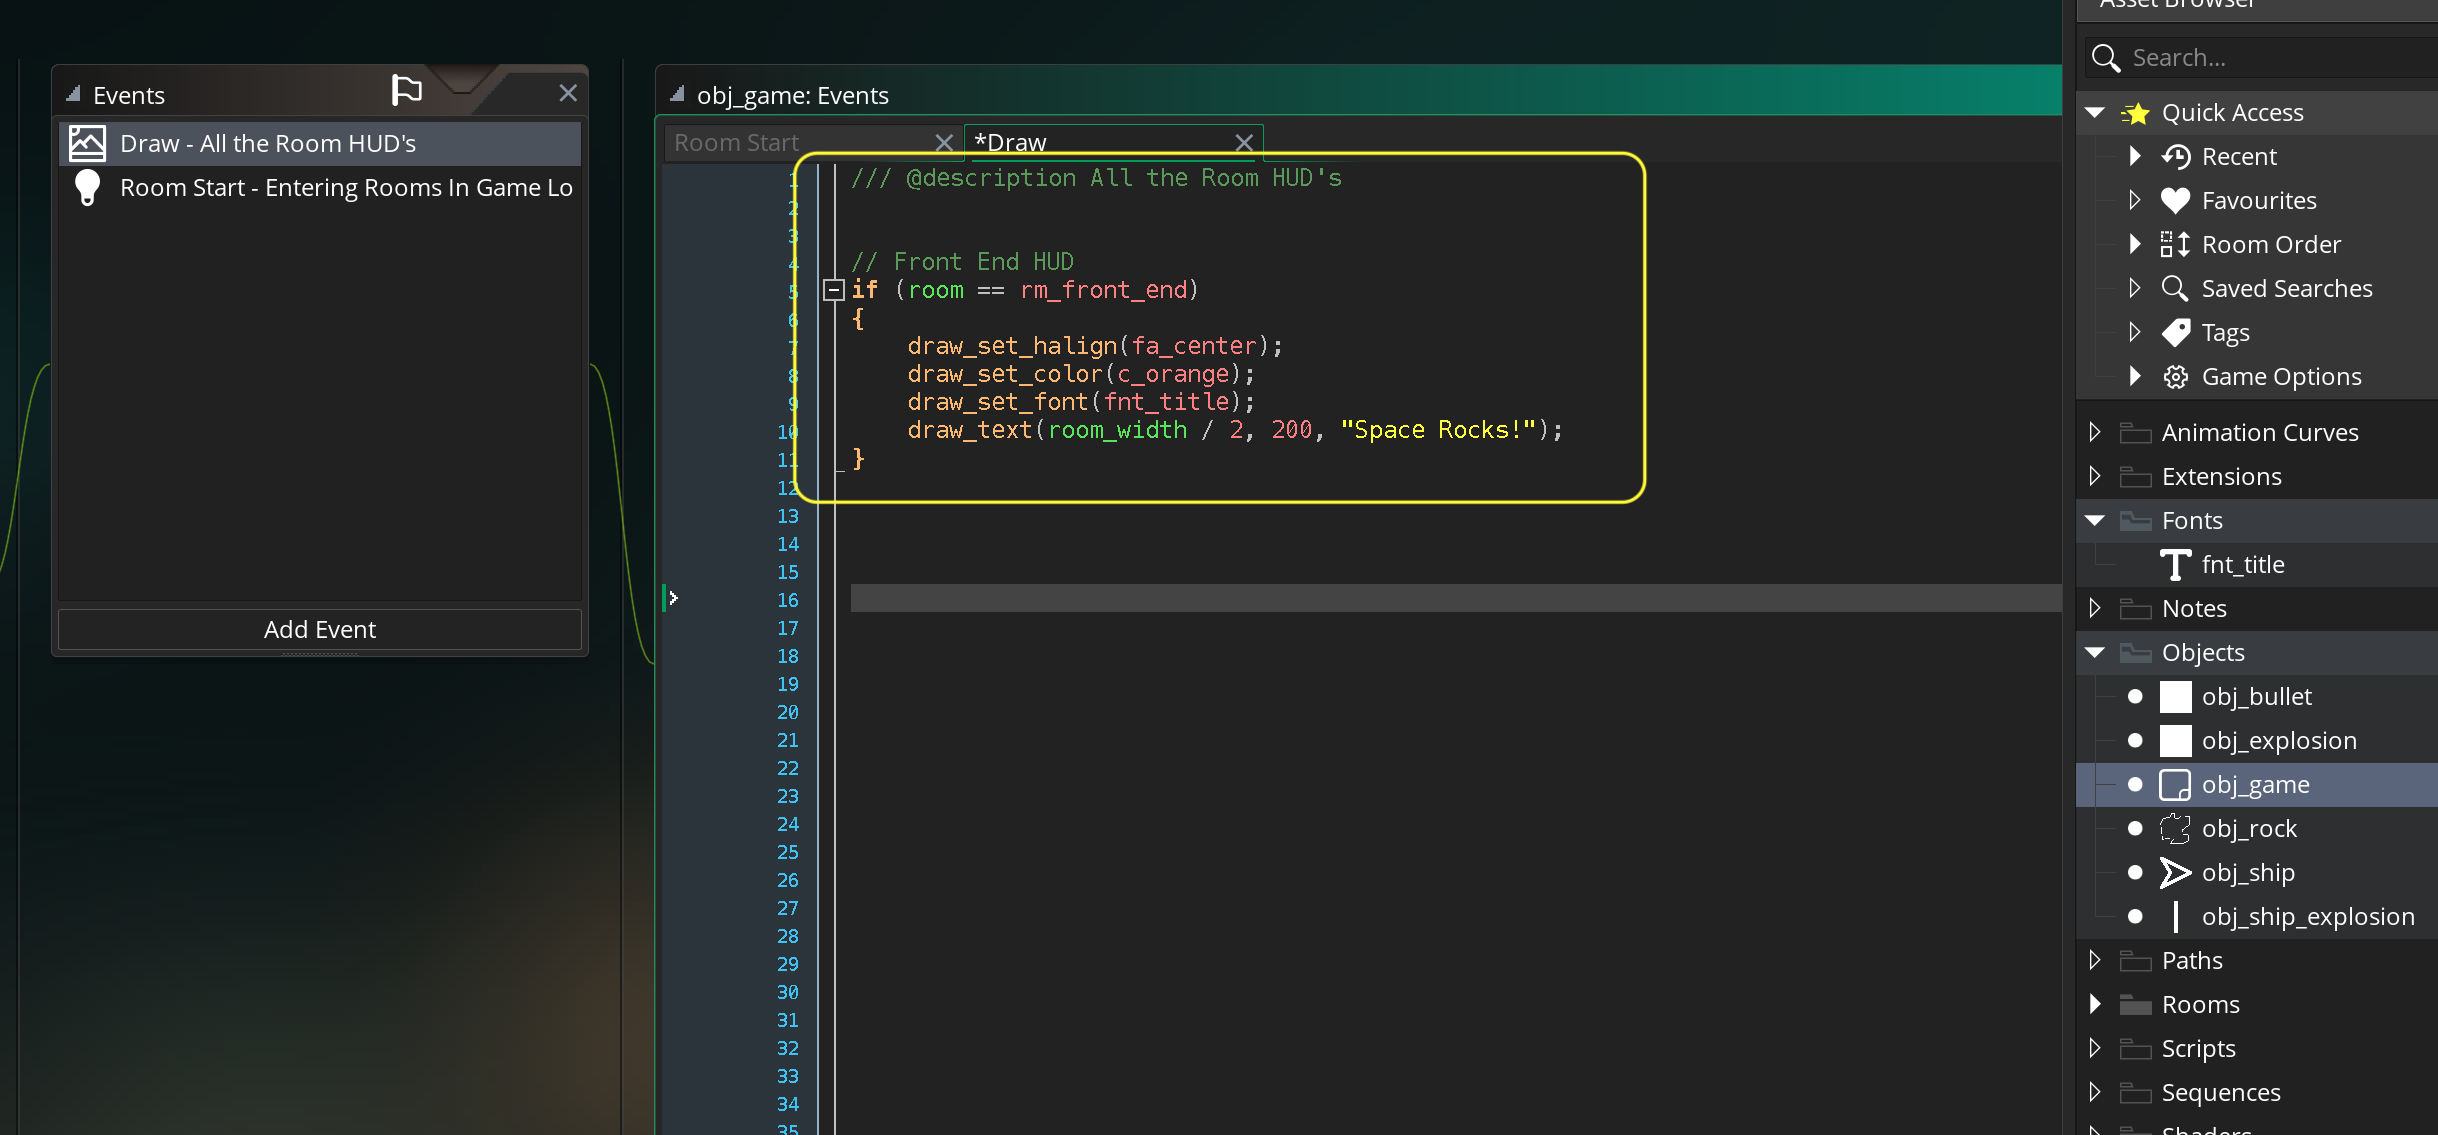 Events
Draw - All the Room HUD's
Room Start - Entering Rooms In Game Lo
Add Event
obj_game: Events
Room Start
*Draw
1 /// @description All the Room HUD's
2
3
4 // Front End HUD
5 if (room == rm_front_end)
6 {
7 draw_set_halign(fa_center);
8 draw_set_color(c_orange);
9 draw_set_font(fnt_title);
10 draw_text(room_width / 2, 200, "Space Rocks!");
11 }
12
13
14
15
16
17
18
19
20
21
22
23
24
25
26
27
28
29
30
31
32
33
34
35
Asset Browser
Search...
Quick Access
Recent
Favourites
Room Order
Saved Searches
Tags
Game Options
Animation Curves
Extensions
Fonts
fnt_title
Notes
Objects
obj_bullet
obj_explosion
obj_game
obj_rock
obj_ship
obj_ship_explosion
Paths
Rooms
Scripts
Sequences
Shaders